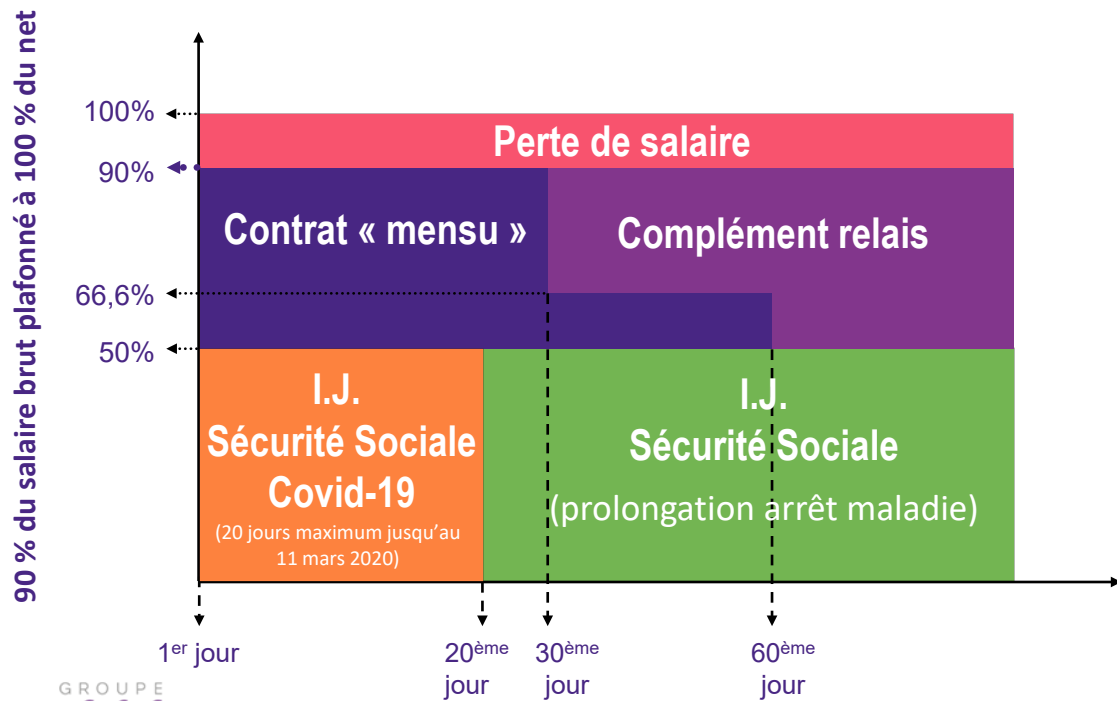 90 % du salaire brut plafonné à 100 % du net
100%
Perte de salaire
90%
Contrat « mensu »
Complément relais
66,6%
50%
I.J.
Sécurité Sociale
Covid-19
(20 jours maximum jusqu’au
11 mars 2020)
I.J.
Sécurité Sociale
(prolongation arrêt maladie)
1er jour
20ème
jour
30ème
jour
60ème
jour
GROUPE